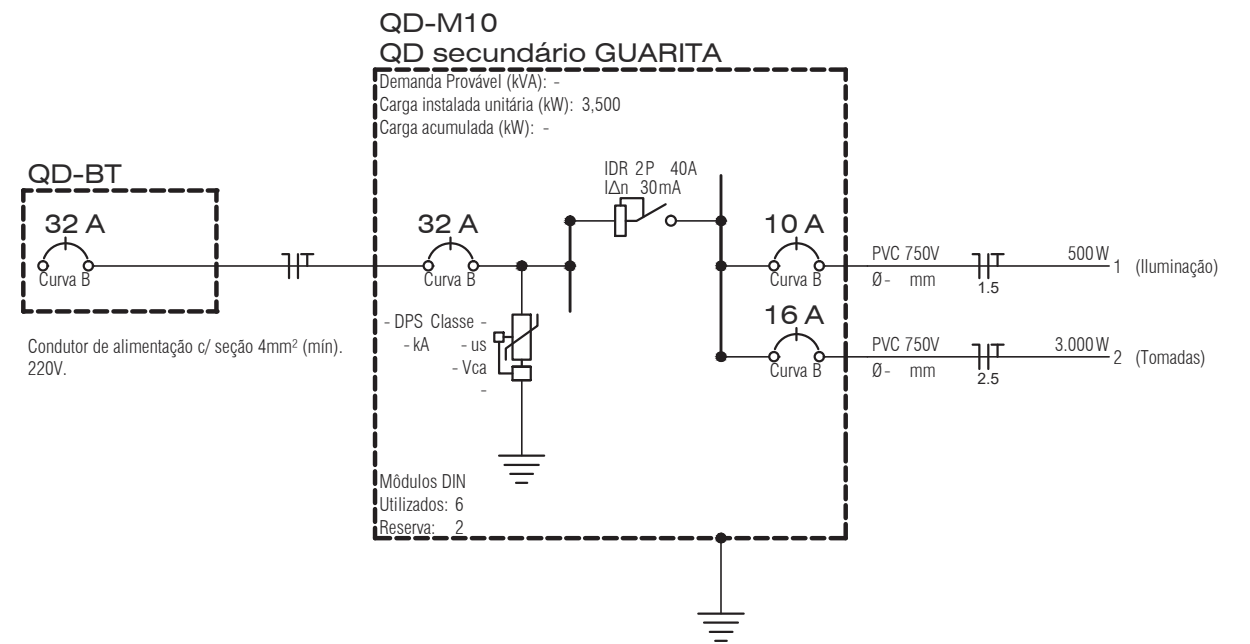 QD-M10
QD secundário GUARITA
Demanda Provável (kVA): -
Carga instalada unitária (kW): 3,500
Carga acumulada (kW): -
QD-BT
32 A
Curva B
Condutor de alimentação c/ seção 4mm² (mín).
220V.
32 A
Curva B
- DPS Classe -
- kA - us
- Vca
-
IDR 2P 40A
I∆n 30mA
10 A
Curva B
PVC 750V
Ø- mm
1.5
500W
1 (Iluminação)
16 A
Curva B
PVC 750V
Ø- mm
2.5
3.000W
2 (Tomadas)
Môdulos DIN
Utilizados: 6
Reserva: 2